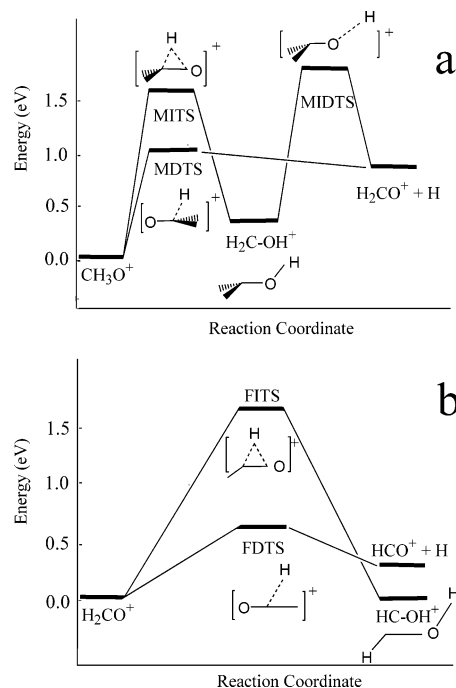 a
Energy (eV)
1.5
1.0
0.5
0.0
[ H O ]+
MITS
MDTS
[ O H ]+
CH3O+
H2C-OH+
O H
[ O H ]+
MIDTS
H2CO+ + H
Reaction Coordinate
b
Energy (eV)
1.5
1.0
0.5
0.0
FITS
[ H O ]+
FDTS
[ O H ]+
H2CO+
HCO+ + H
HC-OH+
H O H
Reaction Coordinate